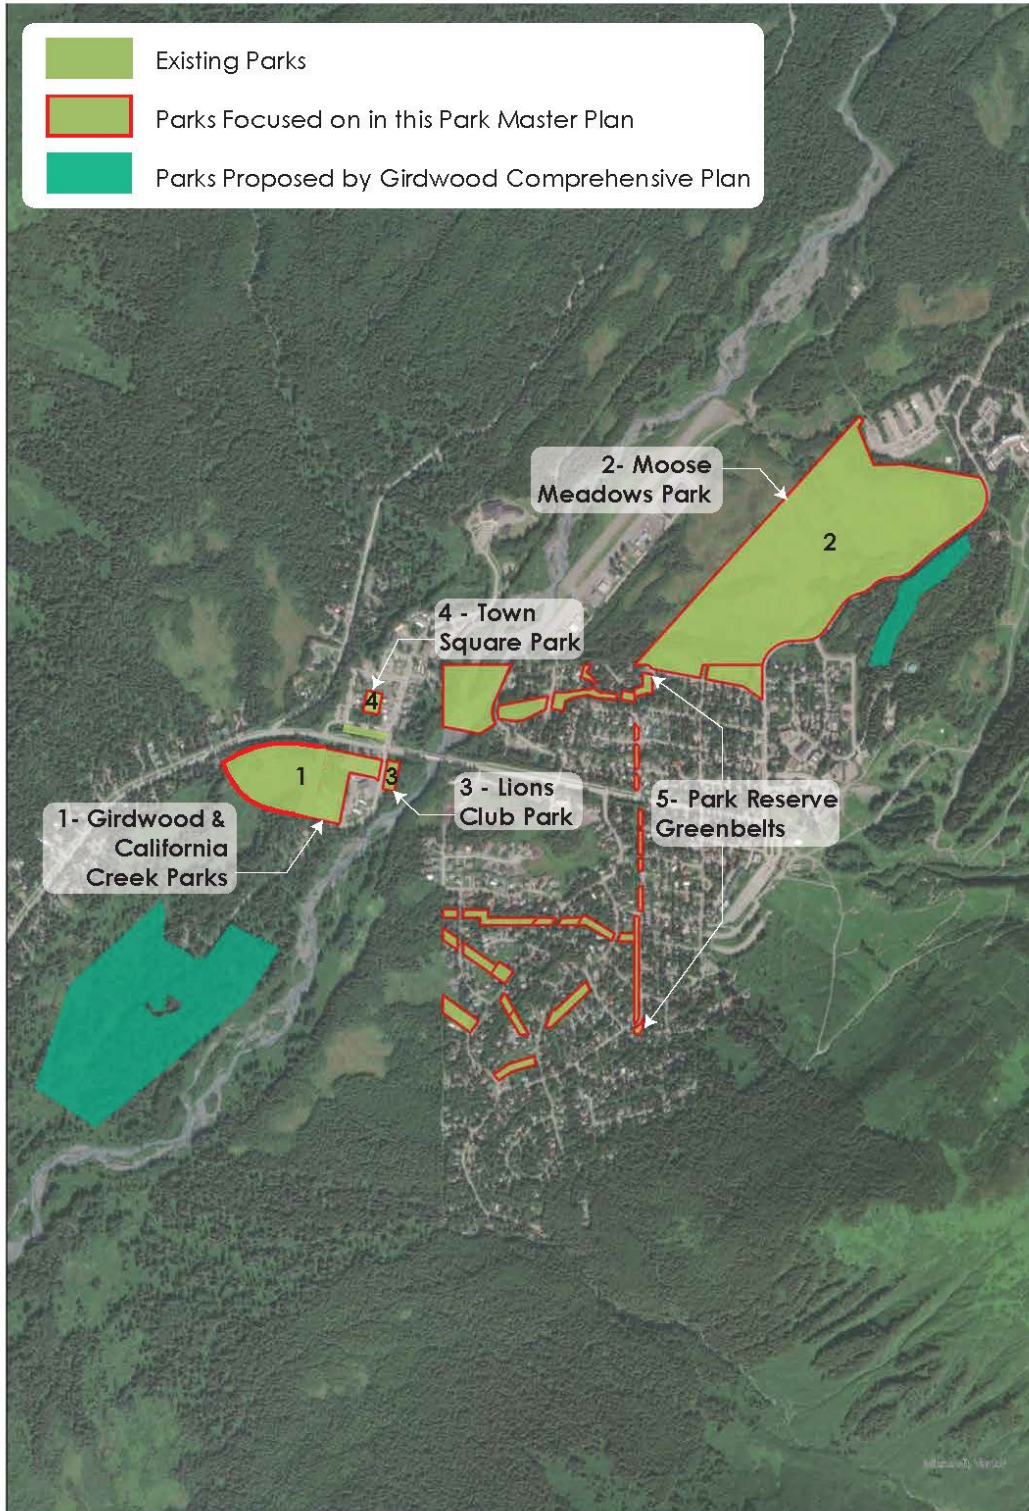 Existing Parks
Parks Focused on in this Park Master Plan
Parks Proposed by Girdwood Comprehensive Plan
2- Moose
Meadows Park
2
4 - Town
Square Park
4
1
3
3 - Lions
Club Park
5- Park Reserve
Greenbelts
1- Girdwood &
California
Creek Parks